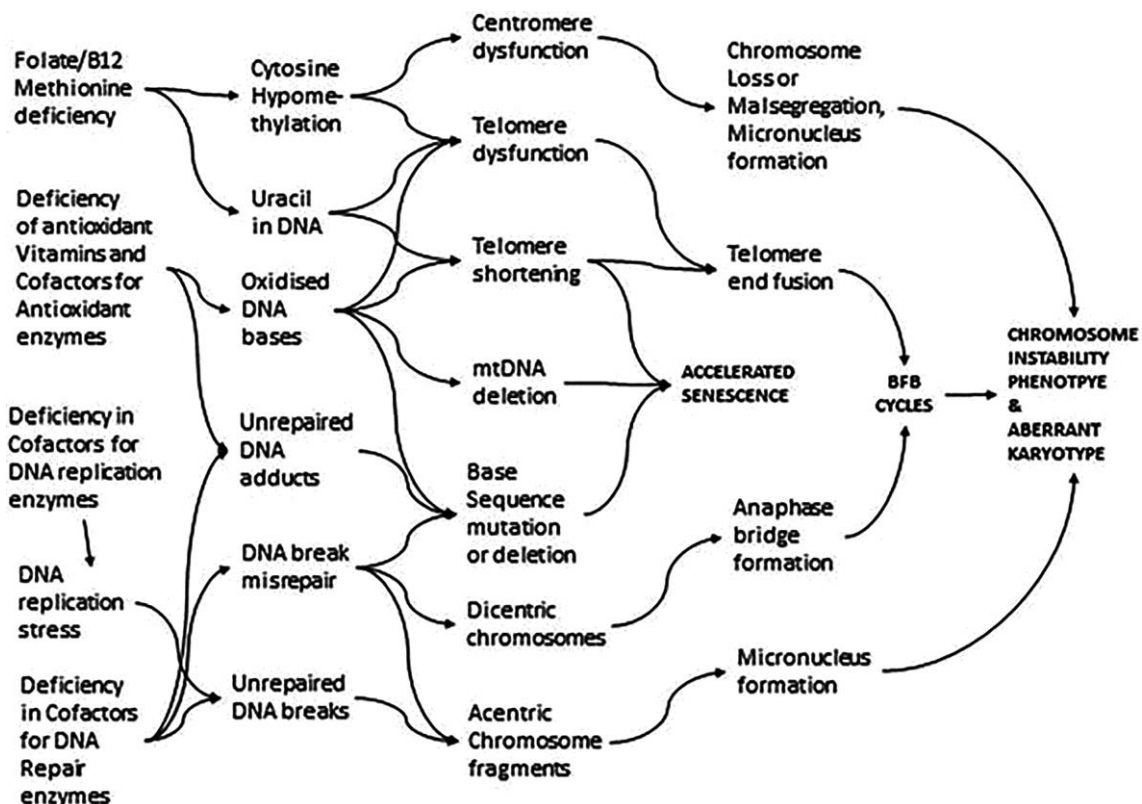 Folate/B12
Methionine
deficiency
Deficiency
of antioxidant
Vitamins and
Cofactors for
Antioxidant
enzymes
Deficiency in
Cofactors for
DNA replication
enzymes
DNA
replication
stress
Deficiency
in Cofactors
for DNA
Repair
enzymes
Cytosine
Hypome-
thylation
Uracil
in DNA
Oxidised
DNA
bases
Unrepaired
DNA
adducts
DNA break
misrepair
Unrepaired
DNA breaks
Centromere
dysfunction
Telomere
dysfunction
Telomere
shortening
mtDNA
deletion
Base
Sequence
mutation
or deletion
Dicentric
chromosomes
Acentric
Chromosome
fragments
Chromosome
Loss or
Malsegregation,
Micronucleus
formation
Telomere
end fusion
ACCELERATED
SENESCENCE
Anaphase
bridge
formation
Micronucleus
formation
BFB
CYCLES
CHROMOSOME
INSTABILITY
PHENOTPYE
&
ABERRANT
KARYOTYPE